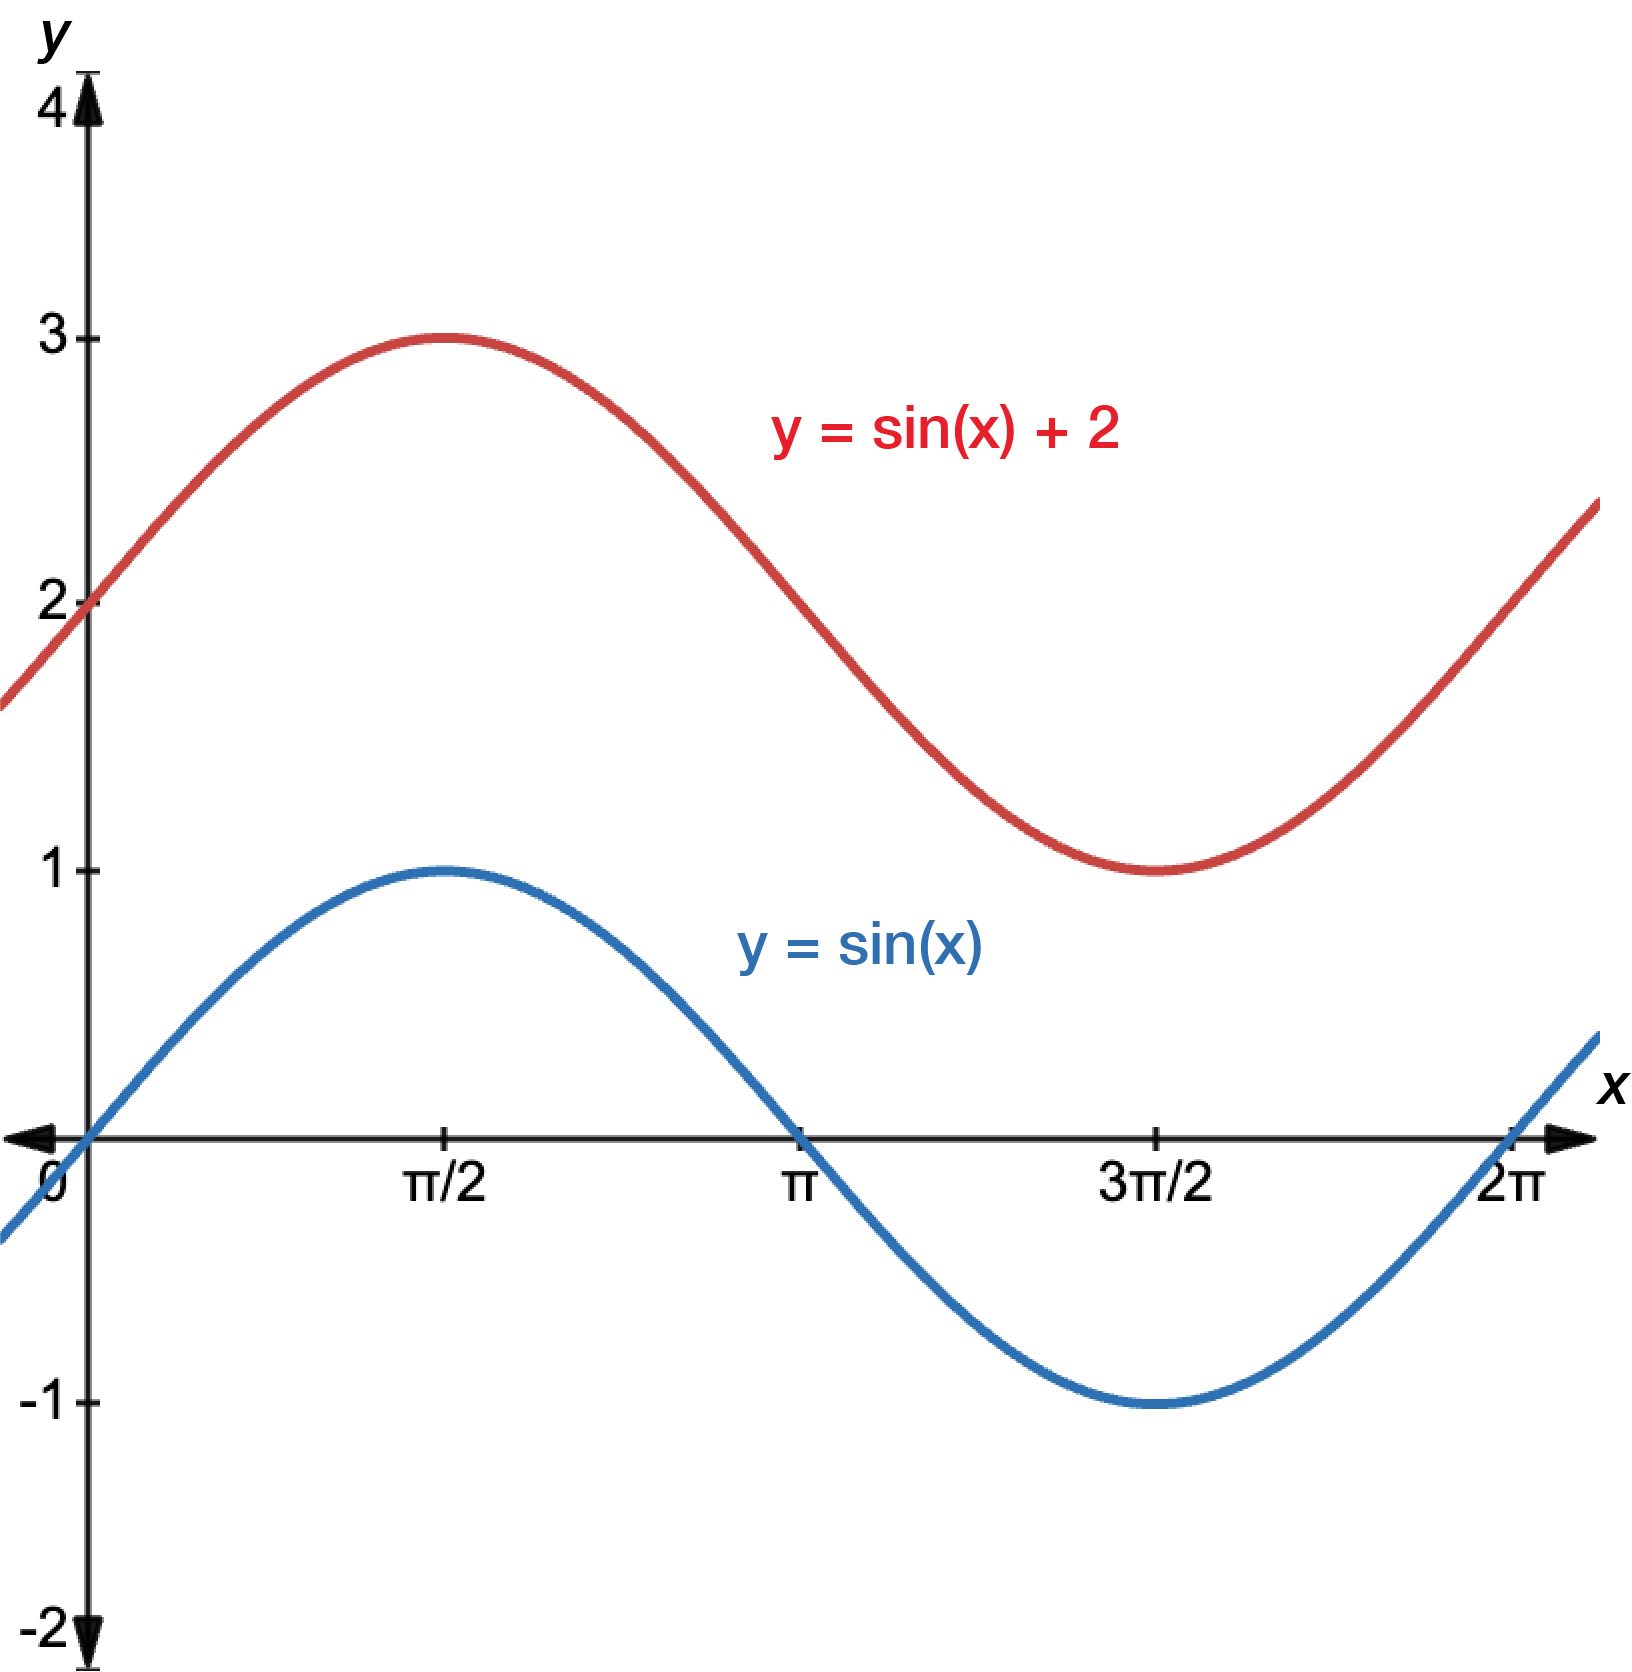 y
4
3
y = sin(x) + 2
2
1
y = sin(x)
x
0 π/2 π 3π/2 2π
-1
-2